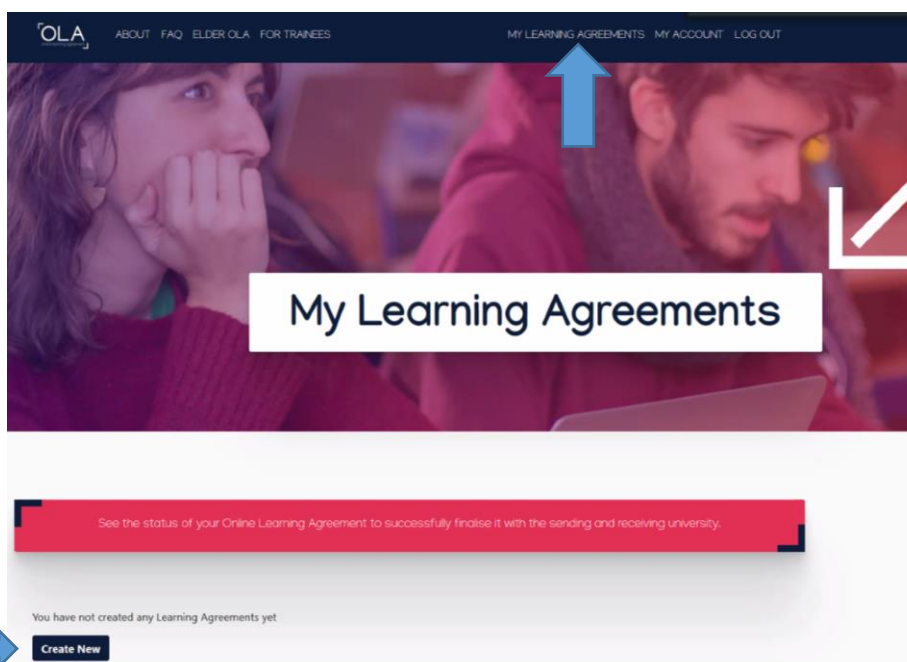 OLA
ABOUT FAQ ELDER OLA FOR TRAINEES MY LEARNING AGREEMENTS MY ACCOUNT LOG OUT
My Learning Agreements
See the status of your Online Learning Agreement to successfully finalise it with the sending and receiving university.
You have not created any Learning Agreements yet
Create New